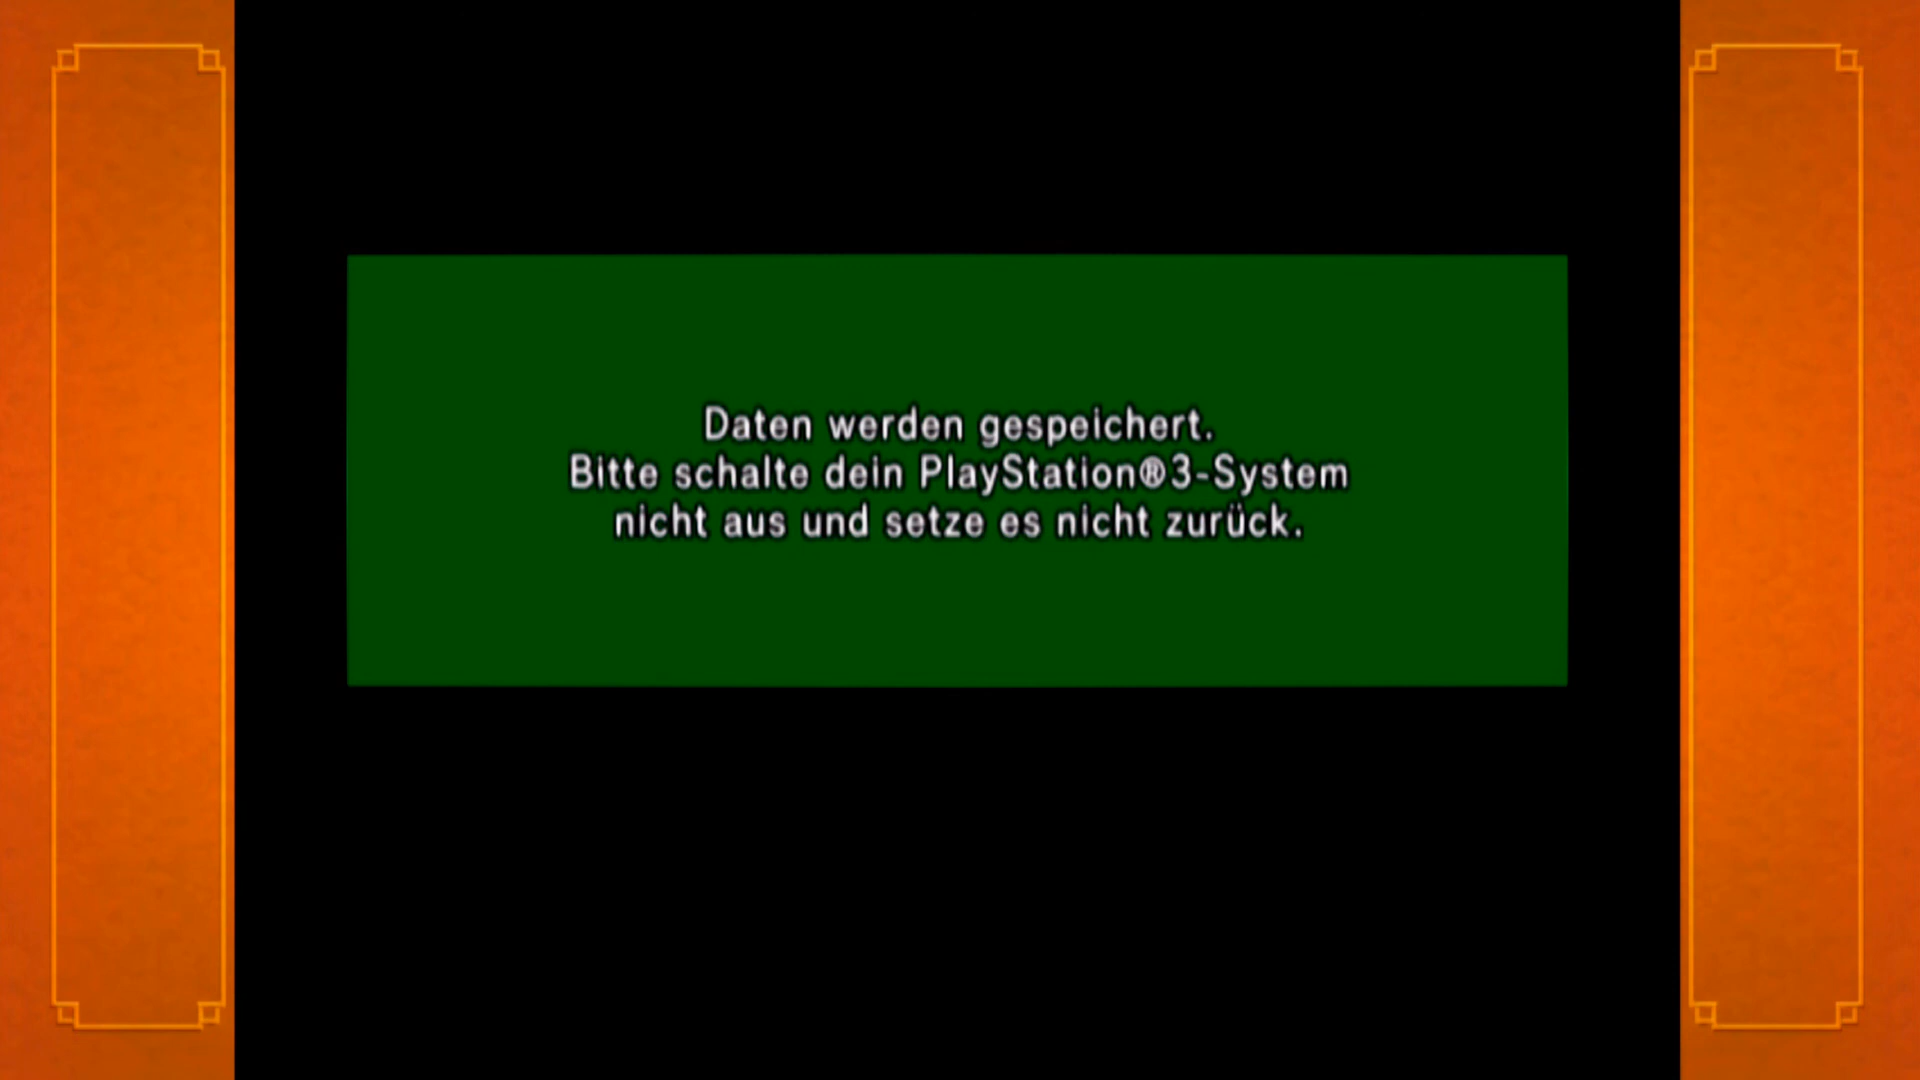 Daten werden gespeichert.
Bitte schalte dein PlayStation®3-System
nicht aus und setze es nicht zurück.